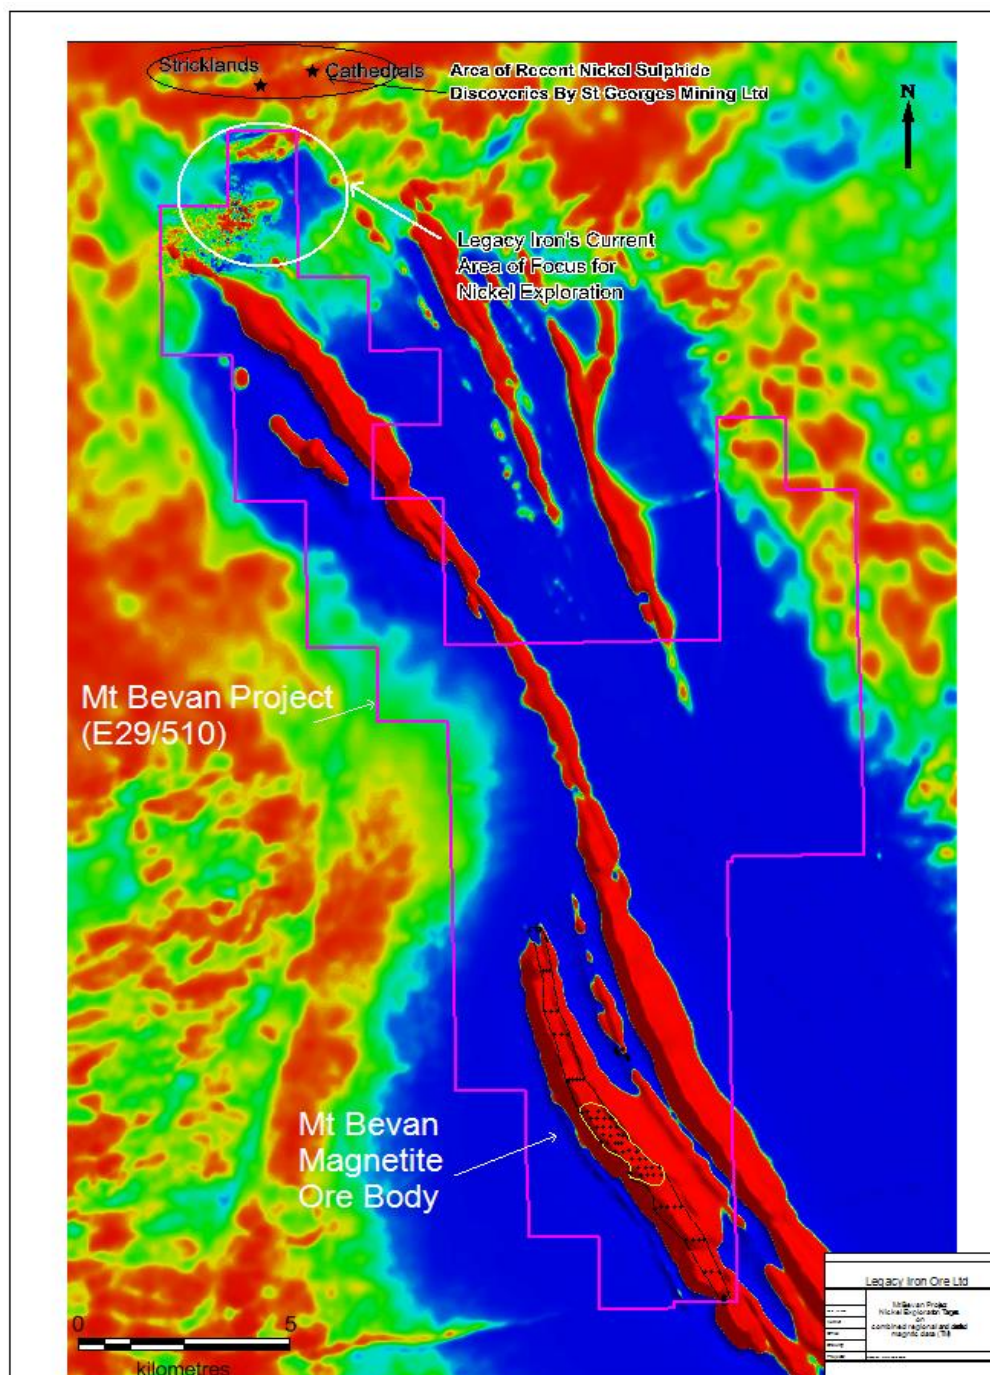 Stricklands
Cathedrals
Area of Recent Nickel Sulphide
Discoveries By St Georges Mining Ltd
N
Legacy Iron's Current
Area of Focus for
Nickel Exploration
Mt Bevan Project
(E29/510)
Mt Bevan
Magnetite
Ore Body
0 5
kilometres
Legacy Iron Ore Ltd
Mt Bevan Project
Nickel Exploration Targets
on
combined regional and detailed
magnetic data (TMI)